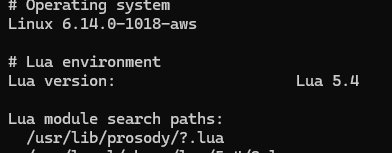 # Operating system
Linux 6.14.0-1018-aws
# Lua environment
Lua version: Lua 5.4
Lua module search paths:
/usr/lib/prosody/?.lua